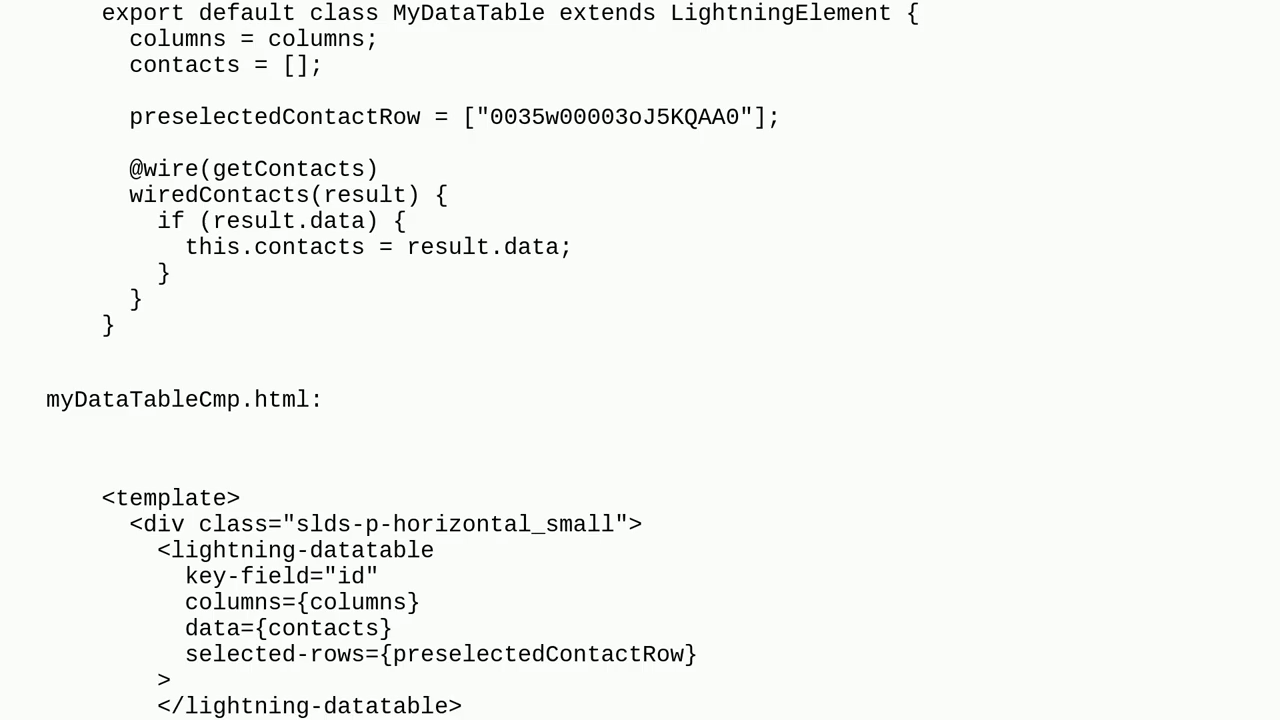 export default class MyDataTable extends LightningElement {
columns = columns;
contacts = [];
preselectedContactRow = ["0035w00003oJ5KQAA0"];
@wire(getContacts)
wiredContacts(result) {
if (result.data) {
this.contacts = result.data;
}
}
}
myDataTableCmp.html:
<template>
<div class="slds-p-horizontal_small">
<lightning-datatable
key-field="id"
columns={columns}
data={contacts}
selected-rows={preselectedContactRow}
>
</lightning-datatable>